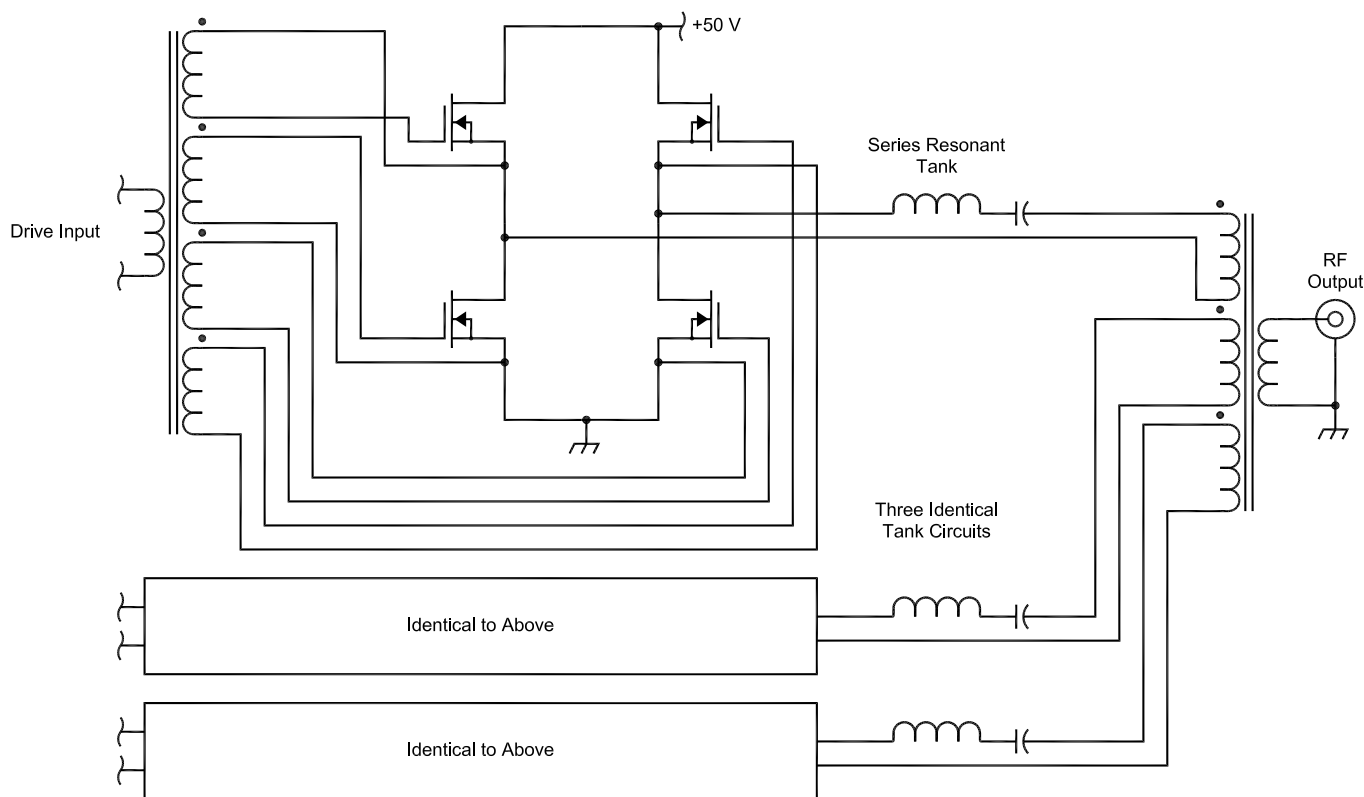 +50 V
Series Resonant
Tank
Drive Input
RF
Output
Three Identical
Tank Circuits
Identical to Above
Identical to Above